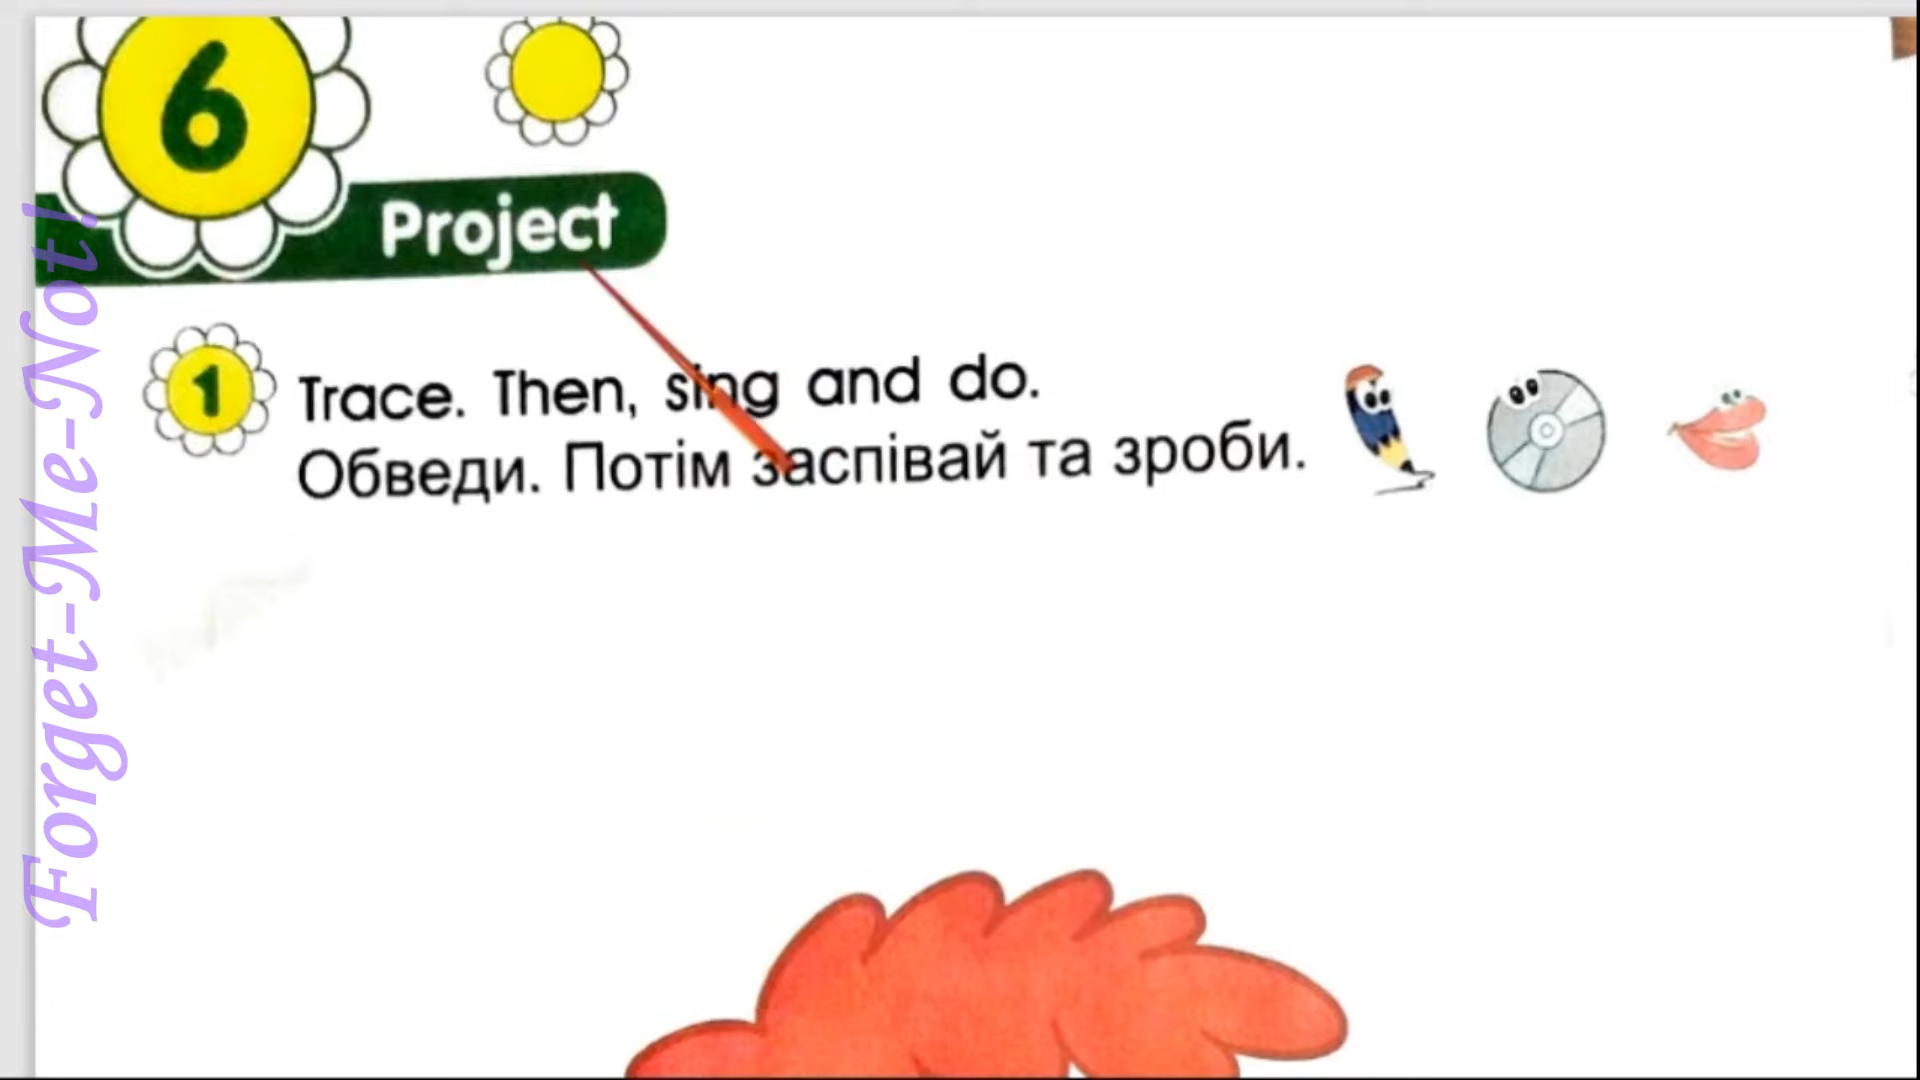 6
Project
1
Trace. Then, sing and do.
Обведи. Потім заспівай та зроби.
Forget-Me-Not!